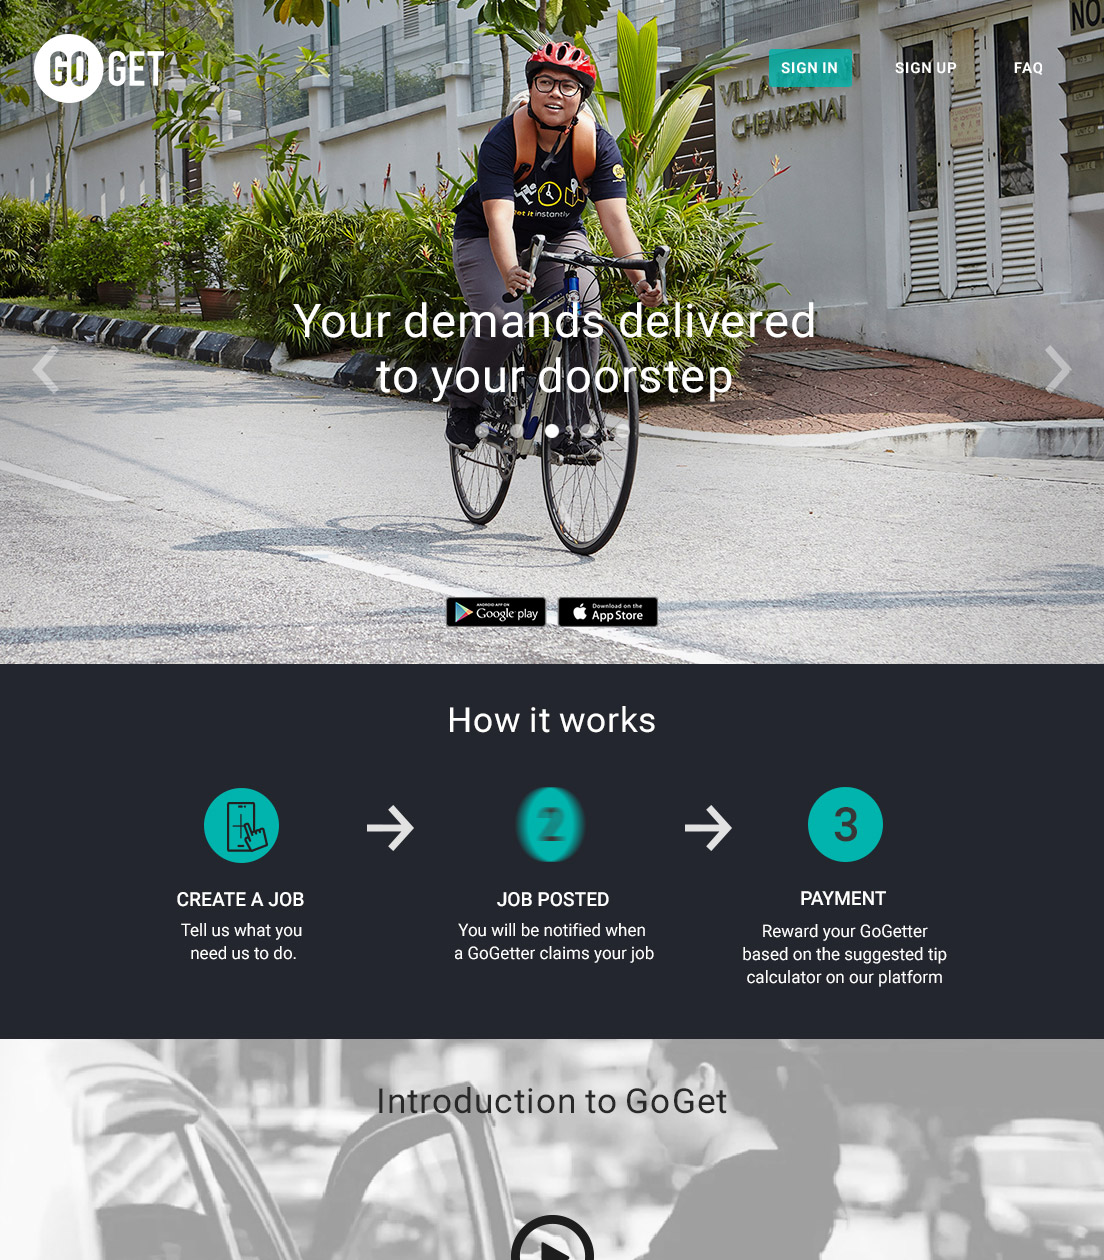 GO GET
SIGN IN
SIGN UP
FAQ
NO.
VILLA
CHEMPENAI
get it instantly
Your demands delivered
to your doorstep
ANDROID APP ON
Google play
Download on the
App Store
How it works
2
3
CREATE A JOB
JOB POSTED
PAYMENT
Tell us what you
need us to do.
You will be notified when
a GoGetter claims your job
Reward your GoGetter
based on the suggested tip
calculator on our platform
Introduction to GoGet